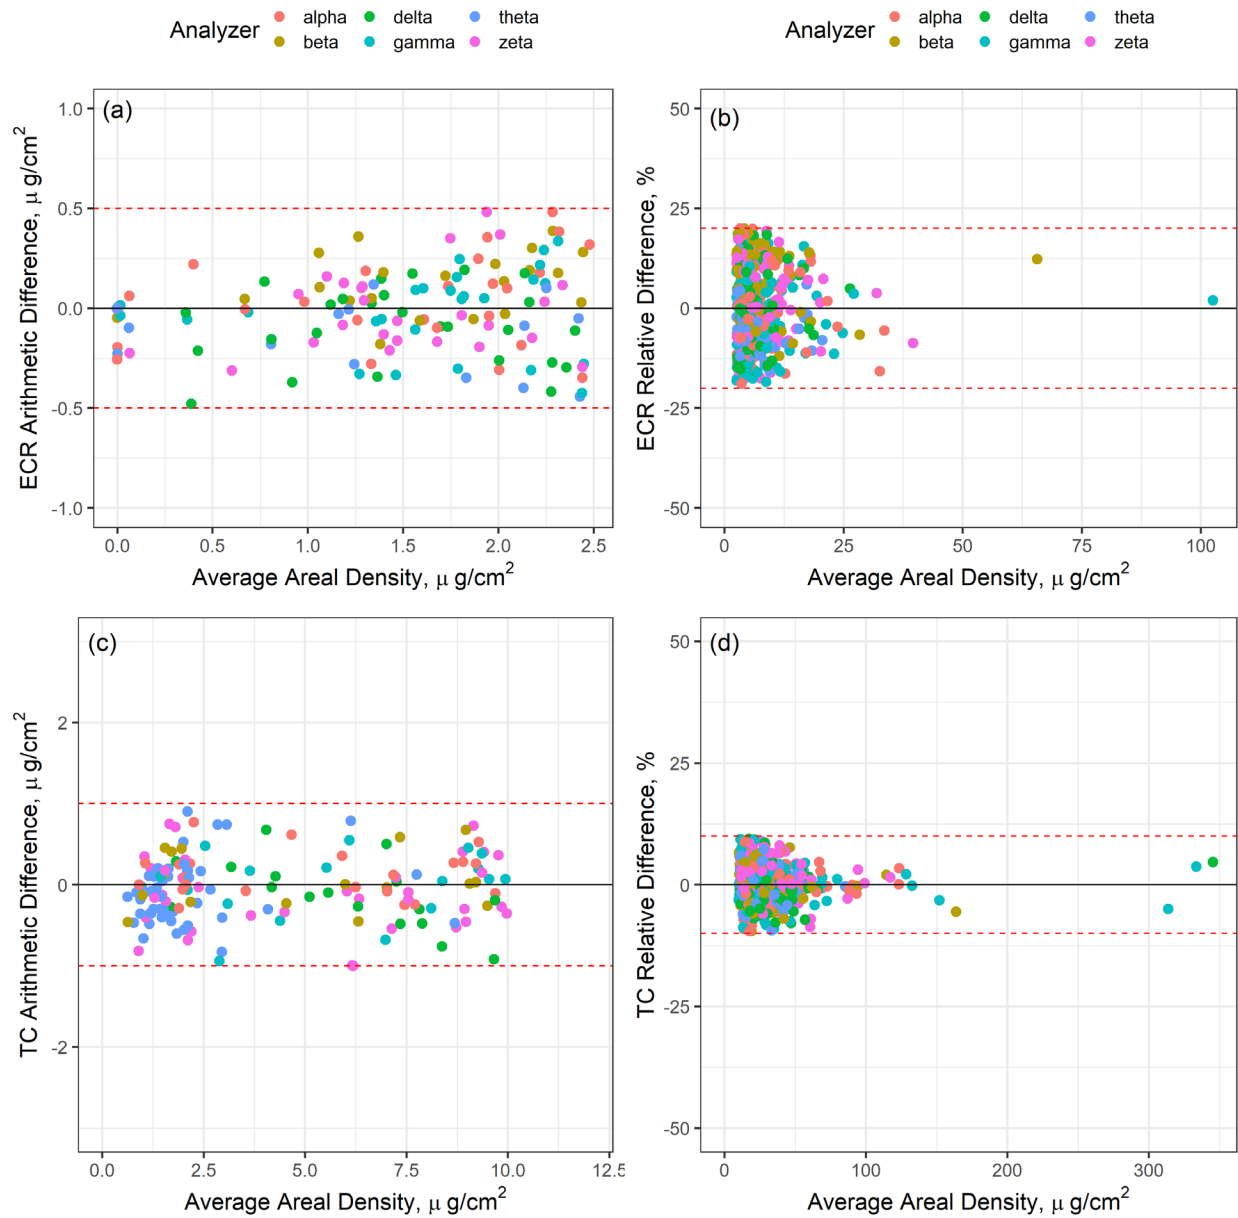 Analyzer
alpha delta theta
beta gamma zeta
Analyzer
alpha delta theta
beta gamma zeta
(a)
ECR Arithmetic Difference, μ g/cm2
1.0
0.5
0.0
-0.5
-1.0
0.0 0.5 1.0 1.5 2.0 2.5
Average Areal Density, μ g/cm2
(b)
ECR Relative Difference, %
50
25
0
-25
-50
0 25 50 75 100
Average Areal Density, μ g/cm2
(c)
TC Arithmetic Difference, μ g/cm2
2
0
-2
0.0 2.5 5.0 7.5 10.0 12.5
Average Areal Density, μ g/cm2
(d)
TC Relative Difference, %
50
25
0
-25
-50
0 100 200 300
Average Areal Density, μ g/cm2